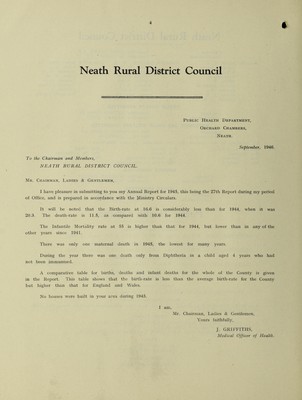 4
Neath Rural District Council
Public Health Department,
Orchard Chambers,
Neath.
September, 1946.
To the Chairman and Members,
NEATH RURAL DISTRICT COUNCIL.
Mr. Chairman, Ladies & Gentlemen,
I have pleasure in submitting to you my Annual Report for 1945, this being the 27th Report during my period
of Office, and is prepared in accordance with the Ministry Circulars.
It will be noted that the Birth-rate at 16.6 is considerably less than for 1944, when it was
20.3. The death-rate is 11.8, as compared with 10.6 for 1944.
The Infantile Mortality rate at 55 is higher than that for 1944, but lower than in any of the
other years since 1941.
There was only one maternal death in 1945, the lowest for many years.
During the year there was one death only from Diphtheria in a child aged 4 years who had
not been immunised.
A comparative table for births, deaths and infant deaths for the whole of the County is given
in the Report. This table shows that the birth-rate is less than the average birth-rate for the County
but higher than that for England and Wales.
No houses were built in your area during 1945.
I am,
Mr. Chairman, Ladies & Gentlemen,
Yours faithfully,
J. GRIFFITHS,
Medical Officer of Health.